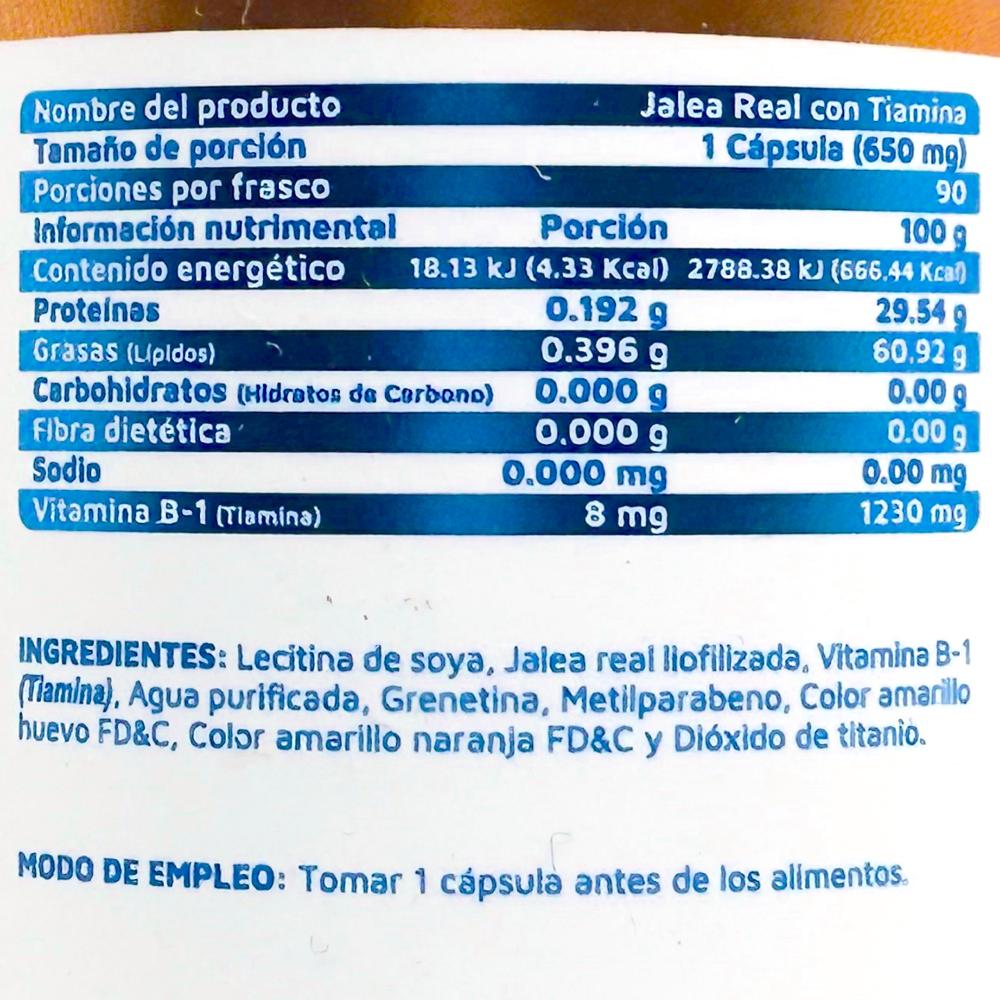 Nombre del producto Jalea Real con Tiamina
Tamaño de porción 1 Cápsula (650 mg)
Porciones por frasco 90
Información nutrimental Porción 100 g
Contenido energético 18.13 kJ (4.33 Kcal) 2788.38 kJ (666.44 Kcal)
Proteínas 0.192 g 29.54 g
Grasas (Lípidos) 0.396 g 60.92 g
Carbohidratos (Hidratos de Carbono) 0.000 g 0.00 g
Fibra dietética 0.000 g 0.00 g
Sodio 0.000 mg 0.00 mg
Vitamina B-1 (Tiamina) 8 mg 1230 mg
INGREDIENTES: Lecitina de soya, Jalea real liofilizada, Vitamina B-1
(Tiamina), Agua purificada, Grenetina, Metilparabeno, Color amarillo
huevo FD&C, Color amarillo naranja FD&C y Dióxido de titanio.
MODO DE EMPLEO: Tomar 1 cápsula antes de los alimentos.